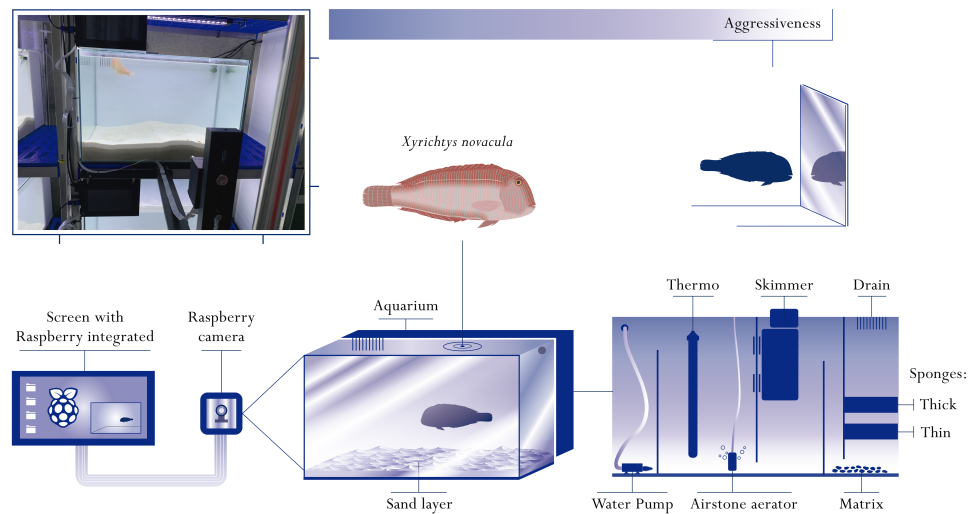 Aggressiveness
Xyrichtys novacula
Thermo
Skimmer
Drain
Aquarium
Screen with
Raspberry integrated
Raspberry
camera
Sponges:
Thick
Thin
Sand layer
Water Pump
Airstone aerator
Matrix